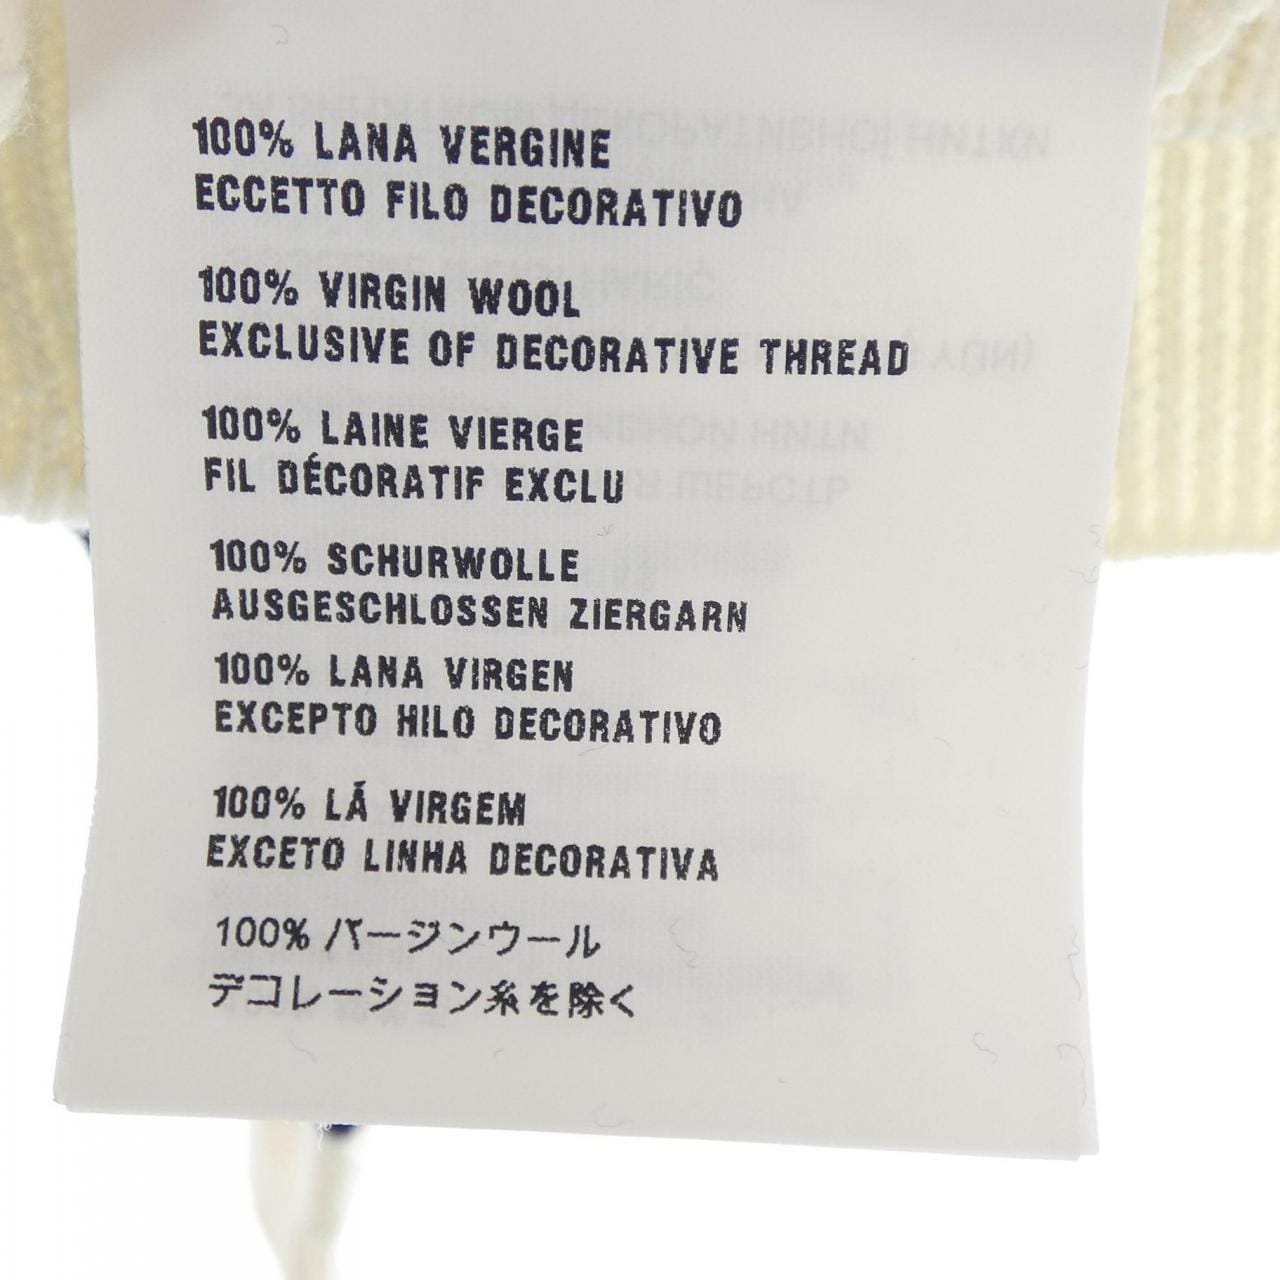 100% LANA VERGINE
ECCETTO FILO DECORATIVO
100% VIRGIN WOOL
EXCLUSIVE OF DECORATIVE THREAD
100% LAINE VIERGE
FIL DÉCORATIF EXCLU
100% SCHURWOLLE
AUSGESCHLOSSEN ZIERGARN
100% LANA VIRGEN
EXCEPTO HILO DECORATIVO
100% LÃ VIRGEM
EXCETO LINHA DECORATIVA
100% バージンウール
デコレーション糸を除く